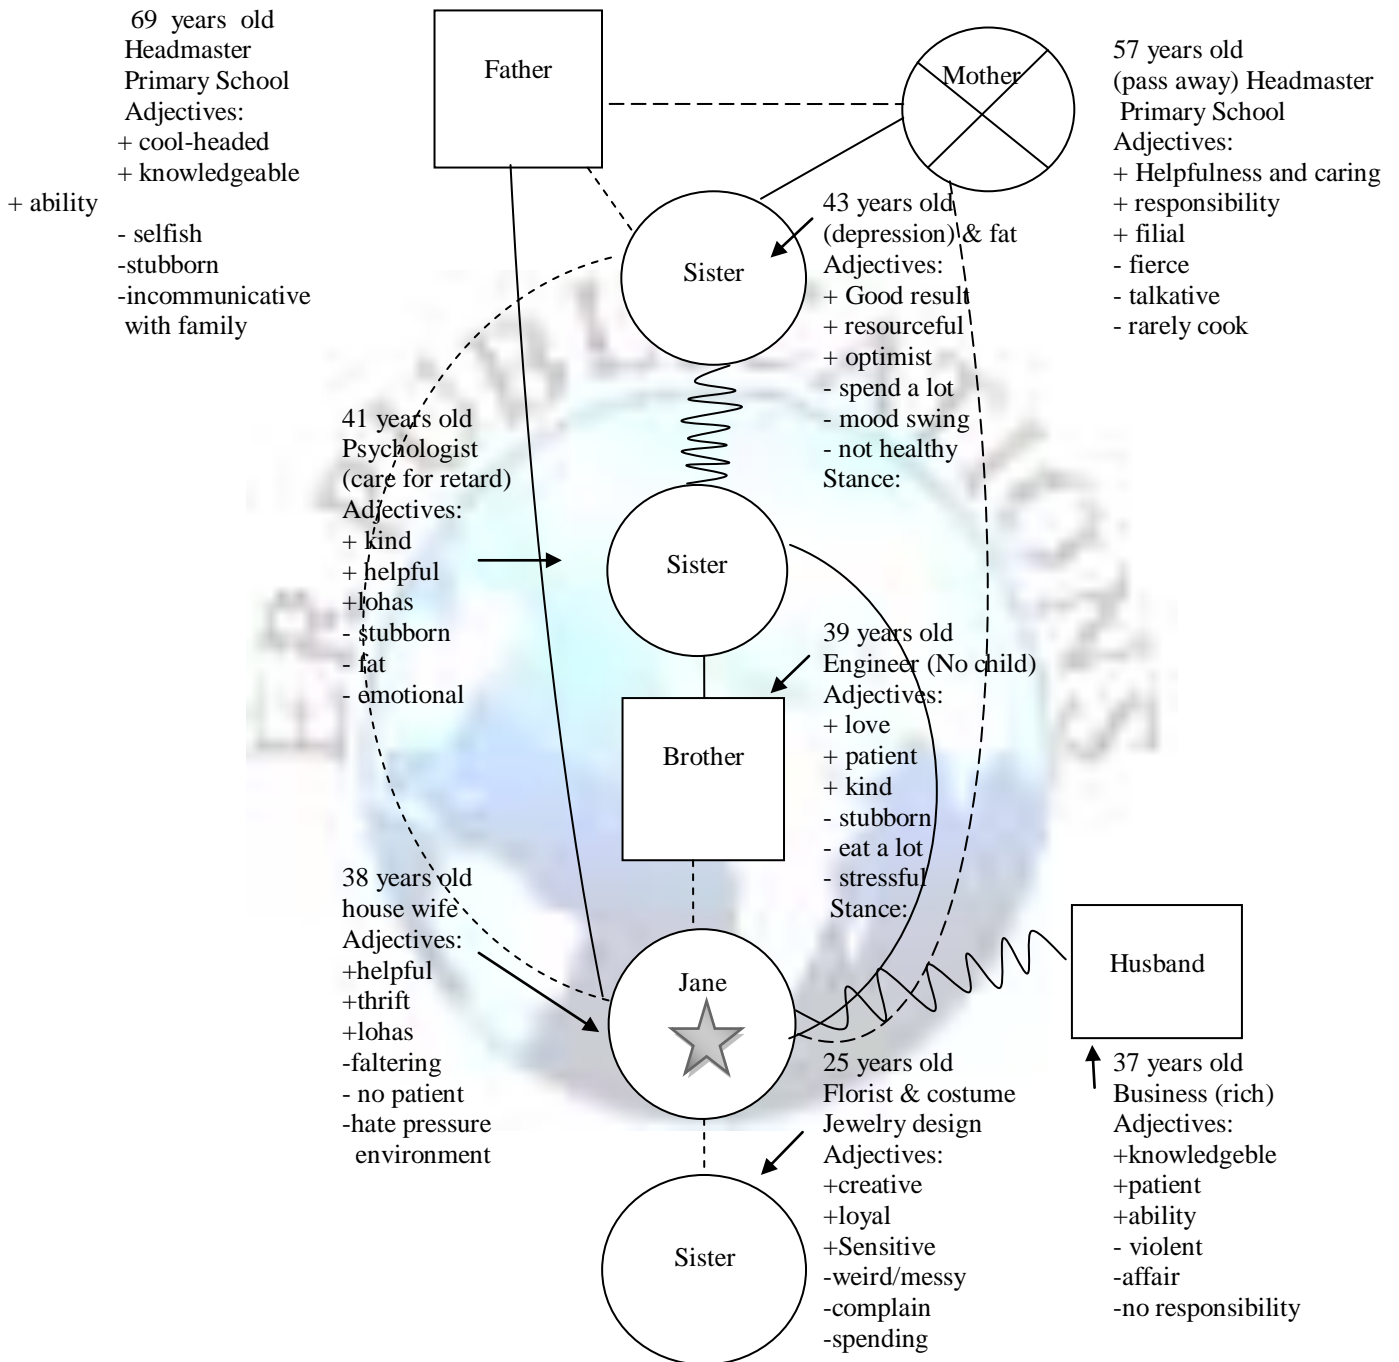 69 years old
Headmaster
Primary School
Adjectives:
+ cool-headed
+ knowledgeable
+ ability
- selfish
-stubborn
-incommunicative
with family
Father
Mother
57 years old
(pass away) Headmaster
Primary School
Adjectives:
+ Helpfulness and caring
+ responsibility
+ filial
- fierce
- talkative
- rarely cook
Sister
43 years old
(depression) & fat
Adjectives:
+ Good result
+ resourceful
+ optimist
- spend a lot
- mood swing
- not healthy
Stance:
41 years old
Psychologist
(care for retard)
Adjectives:
+ kind
+ helpful
+lohas
- stubborn
- fat
- emotional
Sister
39 years old
Engineer (No child)
Adjectives:
+ love
+ patient
+ kind
- stubborn
- eat a lot
- stressful
Stance:
Brother
38 years old
house wife
Adjectives:
+helpful
+thrift
+lohas
-faltering
- no patient
-hate pressure
environment
Jane
Husband
25 years old
Florist & costume
Jewelry design
Adjectives:
+creative
+loyal
+Sensitive
-weird/messy
-complain
-spending
Sister
37 years old
Business (rich)
Adjectives:
+knowledgeble
+patient
+ability
- violent
-affair
-no responsibility
ER PUBLICATIONS